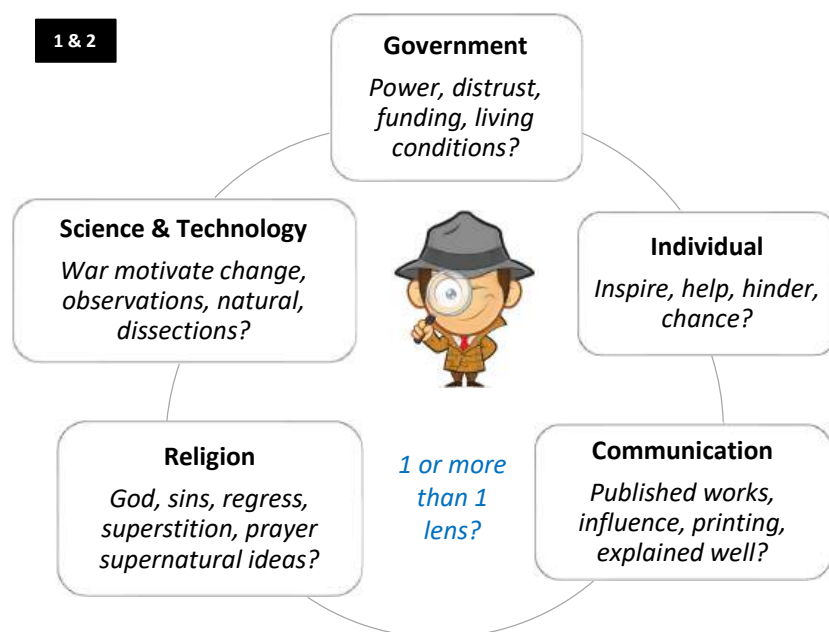 1 & 2
Government
Power, distrust,
funding, living
conditions?
Science & Technology
War motivate change,
observations, natural,
dissections?
Individual
Inspire, help, hinder,
chance?
Religion
God, sins, regress,
superstition, prayer
supernatural ideas?
1 or more
than 1
lens?
Communication
Published works,
influence, printing,
explained well?